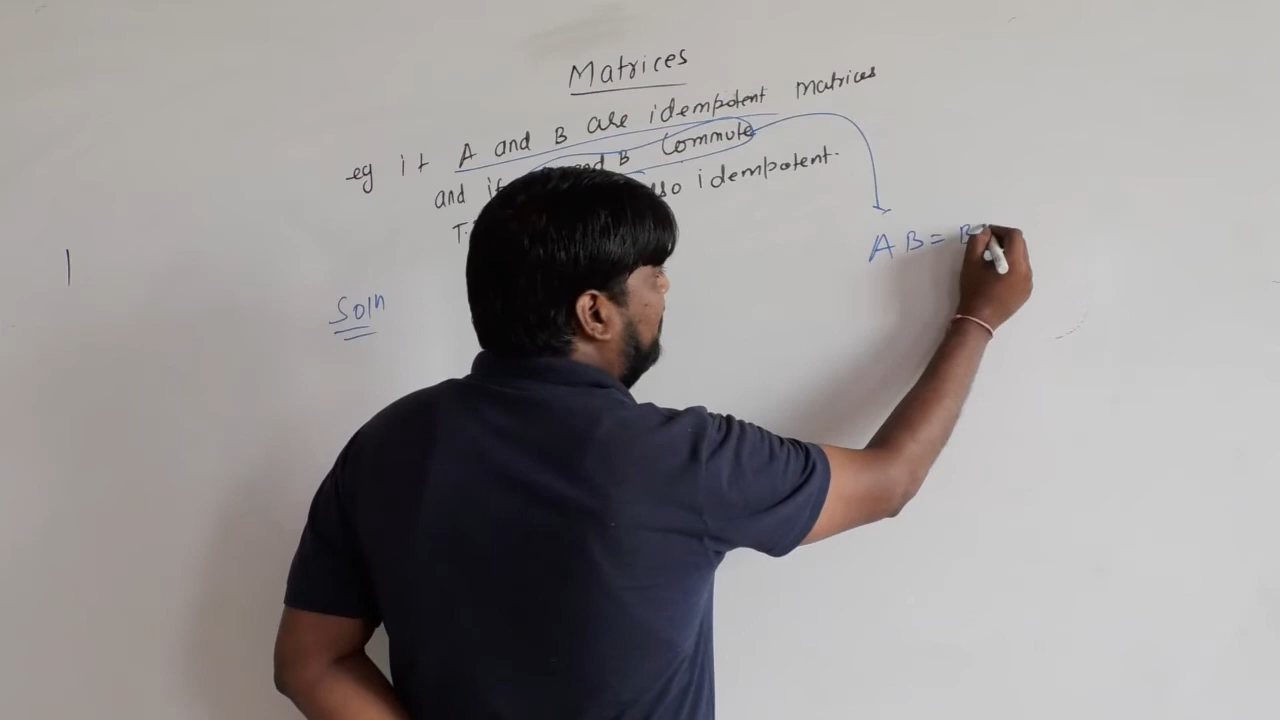 Matrices
eg if A and B are idempotent matrices
and if B Commute
T. also idempotent.
AB = B
Soln